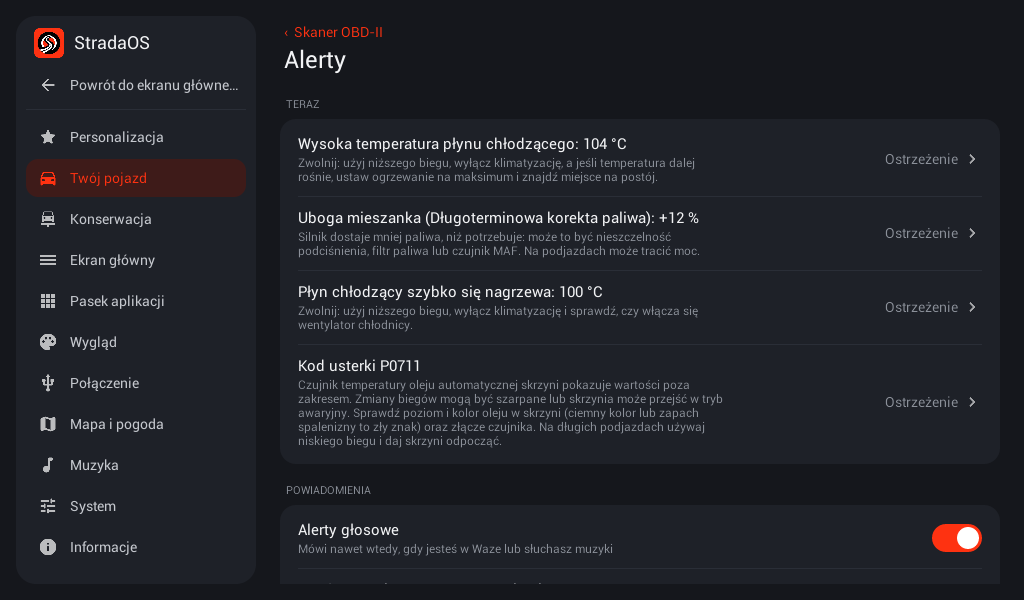 StradaOS
Powrót do ekranu główne...
Personalizacja
Twój pojazd
Konserwacja
Ekran główny
Pasek aplikacji
Wygląd
Połączenie
Mapa i pogoda
Muzyka
System
Informacje
‹ Skaner OBD-II
Alerty
TERAZ
Wysoka temperatura płynu chłodzącego: 104 °C
Zwolnij: użyj niższego biegu, wyłącz klimatyzację, a jeśli temperatura dalej
rośnie, ustaw ogrzewanie na maksimum i znajdź miejsce na postój.
Ostrzeżenie
Uboga mieszanka (Długoterminowa korekta paliwa): +12 %
Silnik dostaje mniej paliwa, niż potrzebuje: może to być nieszczelność
podciśnienia, filtr paliwa lub czujnik MAF. Na podjazdach może tracić moc.
Ostrzeżenie
Płyn chłodzący szybko się nagrzewa: 100 °C
Zwolnij: użyj niższego biegu, wyłącz klimatyzację i sprawdź, czy włącza się
wentylator chłodnicy.
Ostrzeżenie
Kod usterki P0711
Czujnik temperatury oleju automatycznej skrzyni pokazuje wartości poza
zakresem. Zmiany biegów mogą być szarpane lub skrzynia może przejść w tryb
awaryjny. Sprawdź poziom i kolor oleju w skrzyni (ciemny kolor lub zapach
spalenizny to zły znak) oraz złącze czujnika. Na długich podjazdach używaj
niskiego biegu i daj skrzyni odpocząć.
Ostrzeżenie
POWIADOMIENIA
Alerty głosowe
Mówi nawet wtedy, gdy jesteś w Waze lub słuchasz muzyki